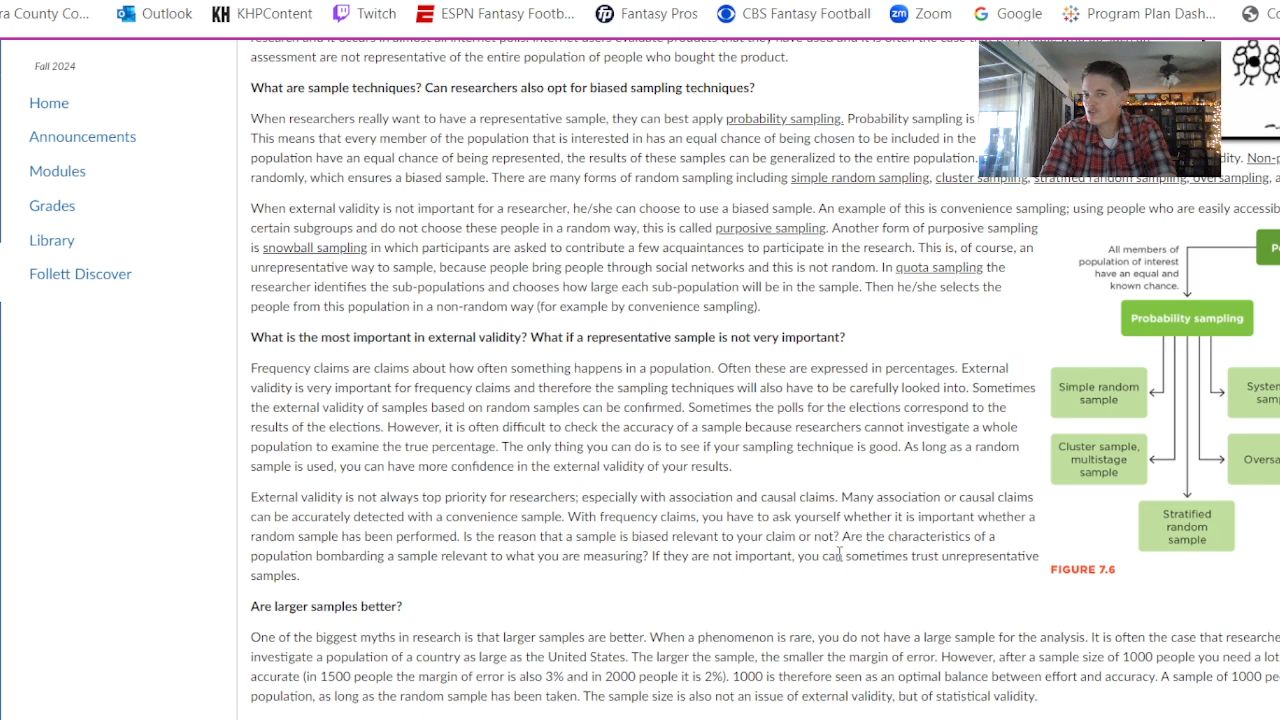 ra County Co... Outlook KHPContent Twitch ESPN Fantasy Footb... Fantasy Pros CBS Fantasy Football Zoom Google Program Plan Dash... Co
Fall 2024
Home
Announcements
Modules
Grades
Library
Follett Discover
assessment are not representative of the entire population of people who bought the product.
What are sample techniques? Can researchers also opt for biased sampling techniques?
When researchers really want to have a representative sample, they can best apply probability sampling. Probability sampling is
This means that every member of the population that is interested in has an equal chance of being chosen to be included in the
population have an equal chance of being represented, the results of these samples can be generalized to the entire population. dity. Non-p
randomly, which ensures a biased sample. There are many forms of random sampling including simple random sampling, cluster sampling, stratified random sampling, oversampling, a
When external validity is not important for a researcher, he/she can choose to use a biased sample. An example of this is convenience sampling; using people who are easily accessib
certain subgroups and do not choose these people in a random way, this is called purposive sampling. Another form of purposive sampling
is snowball sampling in which participants are asked to contribute a few acquaintances to participate in the research. This is, of course, an
unrepresentative way to sample, because people bring people through social networks and this is not random. In quota sampling the
researcher identifies the sub-populations and chooses how large each sub-population will be in the sample. Then he/she selects the
people from this population in a non-random way (for example by convenience sampling).
What is the most important in external validity? What if a representative sample is not very important?
Frequency claims are claims about how often something happens in a population. Often these are expressed in percentages. External
validity is very important for frequency claims and therefore the sampling techniques will also have to be carefully looked into. Sometimes
the external validity of samples based on random samples can be confirmed. Sometimes the polls for the elections correspond to the
results of the elections. However, it is often difficult to check the accuracy of a sample because researchers cannot investigate a whole
population to examine the true percentage. The only thing you can do is to see if your sampling technique is good. As long as a random
sample is used, you can have more confidence in the external validity of your results.
External validity is not always top priority for researchers; especially with association and causal claims. Many association or causal claims
can be accurately detected with a convenience sample. With frequency claims, you have to ask yourself whether it is important whether a
random sample has been performed. Is the reason that a sample is biased relevant to your claim or not? Are the characteristics of a
population bombarding a sample relevant to what you are measuring? If they are not important, you can sometimes trust unrepresentative
samples.
Are larger samples better?
One of the biggest myths in research is that larger samples are better. When a phenomenon is rare, you do not have a large sample for the analysis. It is often the case that researche
investigate a population of a country as large as the United States. The larger the sample, the smaller the margin of error. However, after a sample size of 1000 people you need a lot
accurate (in 1500 people the margin of error is also 3% and in 2000 people it is 2%). 1000 is therefore seen as an optimal balance between effort and accuracy. A sample of 1000 pe
population, as long as the random sample has been taken. The sample size is also not an issue of external validity, but of statistical validity.
All members of
population of interest
have an equal and
known chance.
Po
Probability sampling
Simple random
sample
System
samp
Cluster sample,
multistage
sample
Oversa
Stratified
random
sample
FIGURE 7.6